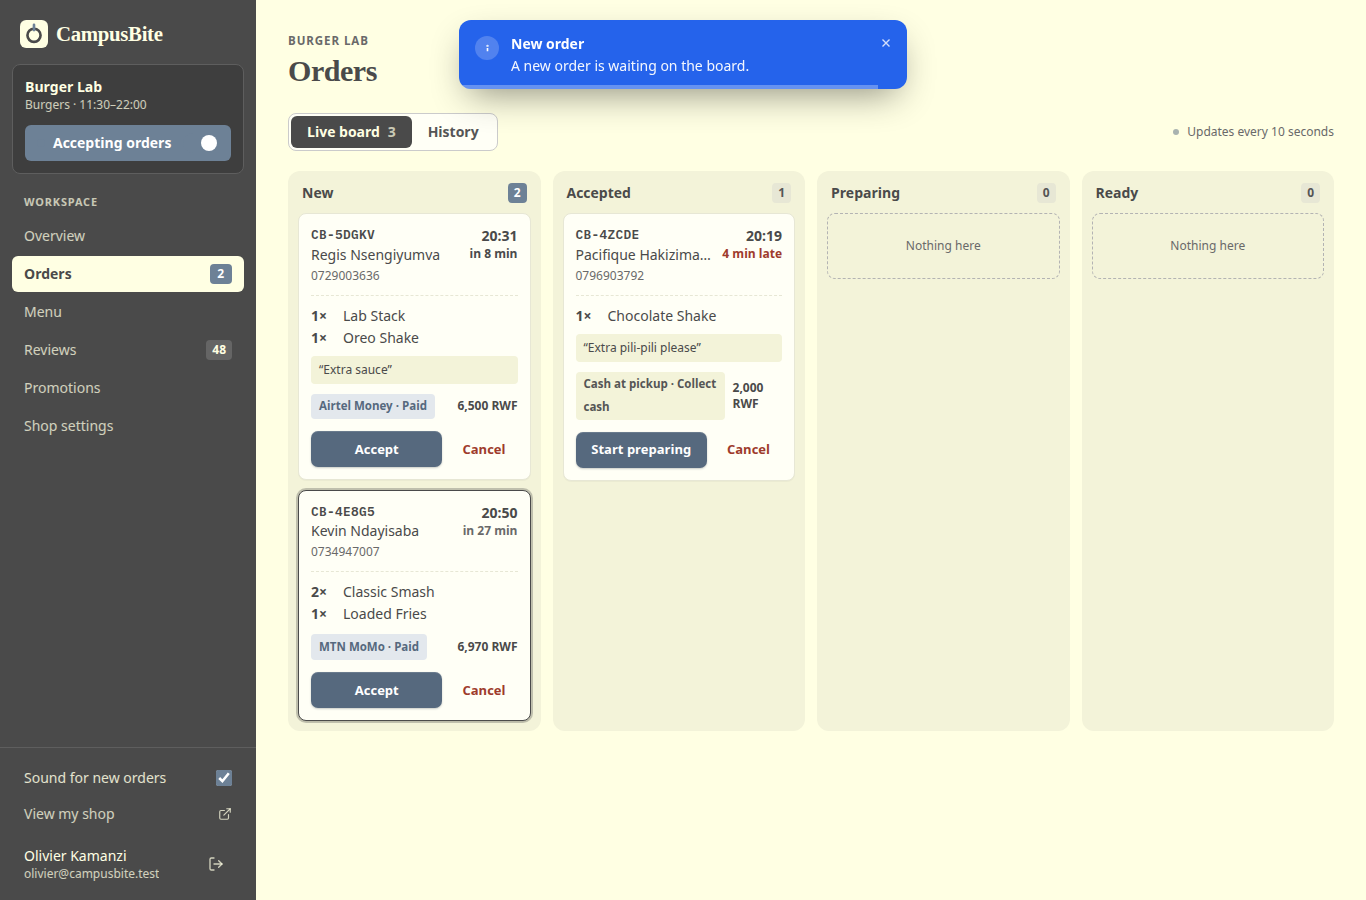 CampusBite
Burger Lab
Burgers · 11:30–22:00
Accepting orders
WORKSPACE
Overview
Orders 2
Menu
Reviews 48
Promotions
Shop settings
Sound for new orders
View my shop
Olivier Kamanzi
olivier@campusbite.test
BURGER LAB
Orders
New order
A new order is waiting on the board.
Live board 3
History
Updates every 10 seconds
New 2
CB-5DGKV 20:31
Regis Nsengiyumva in 8 min
0729003636
1× Lab Stack
1× Oreo Shake
“Extra sauce”
Airtel Money · Paid 6,500 RWF
Accept Cancel
CB-4E8G5 20:50
Kevin Ndayisaba in 27 min
0734947007
2× Classic Smash
1× Loaded Fries
MTN MoMo · Paid 6,970 RWF
Accept Cancel
Accepted 1
CB-4ZCDE 20:19
Pacifique Hakizima... 4 min late
0796903792
1× Chocolate Shake
“Extra pili-pili please”
Cash at pickup · Collect
cash
2,000
RWF
Start preparing Cancel
Preparing 0
Nothing here
Ready 0
Nothing here